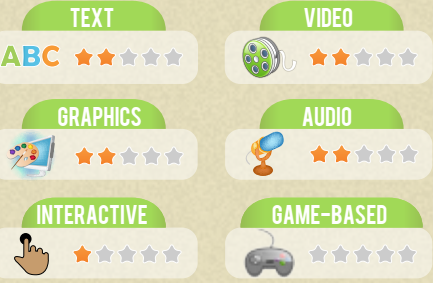 TEXT
VIDEO
ABC
GRAPHICS
AUDIO
INTERACTIVE
GAME-BASED